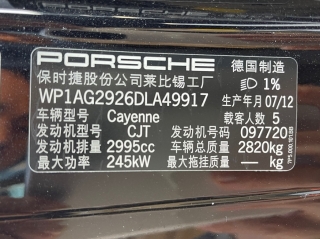 PORSCHE 德国制造
保时捷股份公司莱比锡工厂 1%
WP1AG2926DLA49917 生产年月 07/12
车辆型号 Cayenne 载客人数 5
发动机型号 CJT 发动机号 097720
发动机排量 2995cc 车辆质量 2820kg
最大功率 245kW 最大拖挂质量 — kg